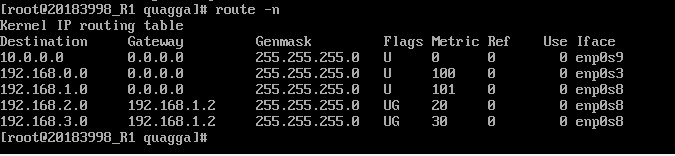 [root@20183998_R1 quagga]# route -n
Kernel IP routing table
Destination Gateway Genmask Flags Metric Ref Use Iface
10.0.0.0 0.0.0.0 255.255.255.0 U 0 0 0 enp0s9
192.168.0.0 0.0.0.0 255.255.255.0 U 100 0 0 enp0s3
192.168.1.0 0.0.0.0 255.255.255.0 U 101 0 0 enp0s8
192.168.2.0 192.168.1.2 255.255.255.0 UG 20 0 0 enp0s8
192.168.3.0 192.168.1.2 255.255.255.0 UG 30 0 0 enp0s8
[root@20183998_R1 quagga]#